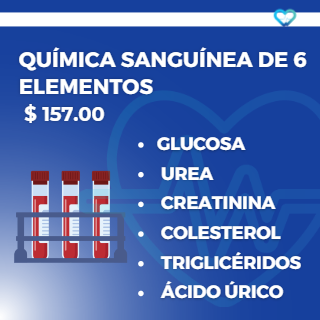 QUÍMICA SANGUÍNEA DE 6
ELEMENTOS
$ 157.00
• GLUCOSA
• UREA
• CREATININA
• COLESTEROL
• TRIGLICÉRIDOS
• ÁCIDO ÚRICO